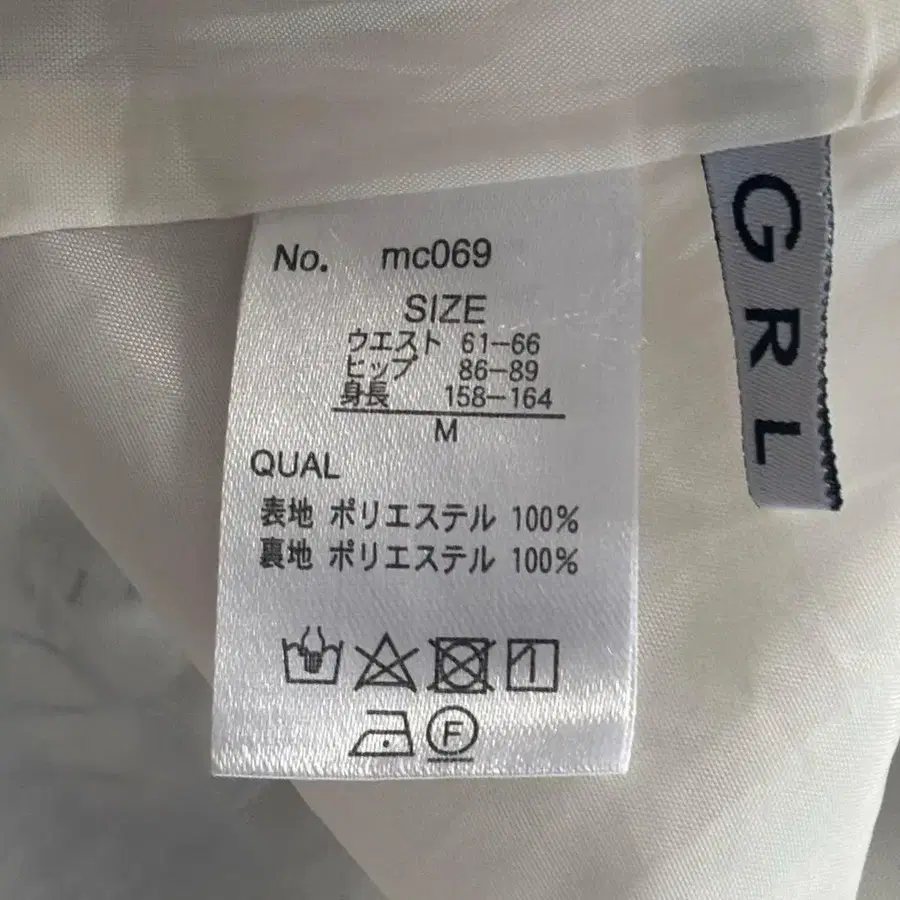 No. mc069
SIZE
ウエスト 61-66
ヒップ 86-89
身長 158-164
M
QUAL
表地 ポリエステル 100%
裏地 ポリエステル 100%
F
GRL